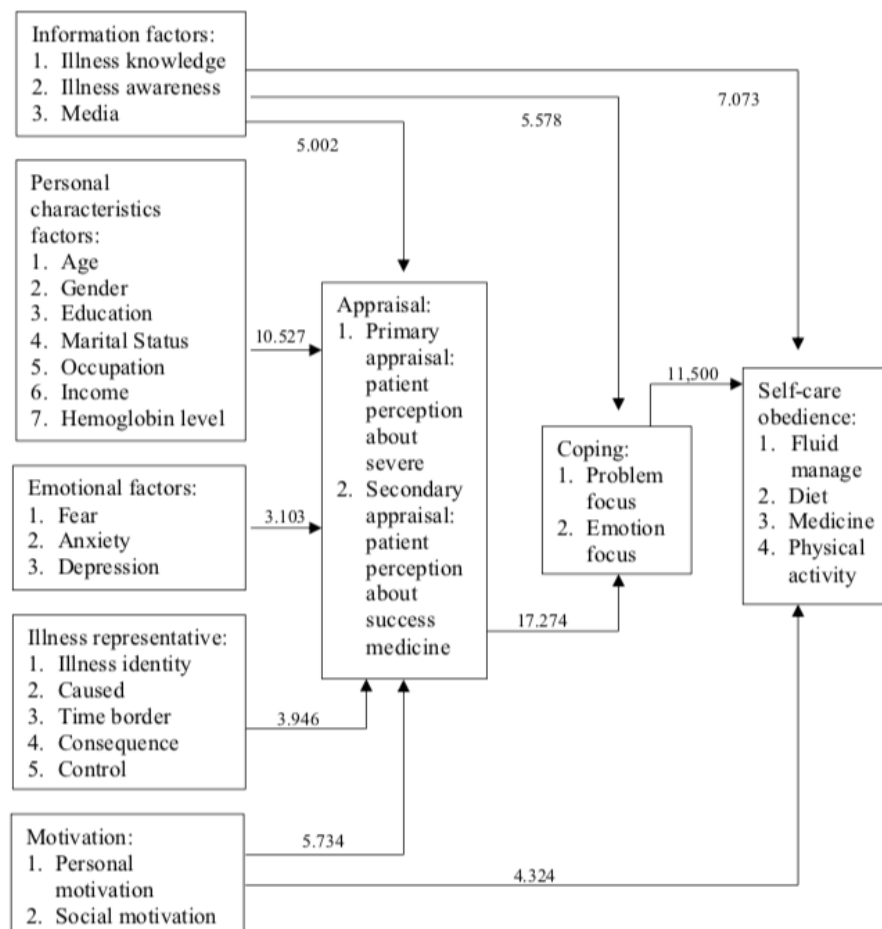 Information factors:
1. Illness knowledge
2. Illness awareness
3. Media
7.073
5.578
5.002
Personal
characteristics
factors:
1. Age
2. Gender
3. Education
4. Marital Status
5. Occupation
6. Income
7. Hemoglobin level
10.527
Appraisal:
1. Primary
appraisal:
patient
perception
about
severe
2. Secondary
appraisal:
patient
perception
about
success
medicine
11,500
Self-care
obedience:
1. Fluid
manage
2. Diet
3. Medicine
4. Physical
activity
Coping:
1. Problem
focus
2. Emotion
focus
Emotional factors:
1. Fear
2. Anxiety
3. Depression
3.103
17.274
Illness representative:
1. Illness identity
2. Caused
3. Time border
4. Consequence
5. Control
3.946
Motivation:
1. Personal
motivation
2. Social motivation
5.734
4.324